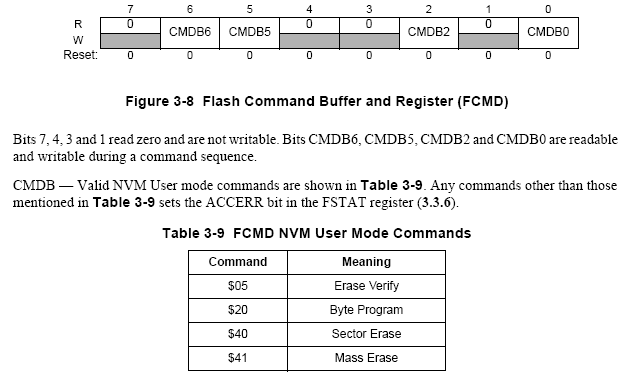 7 6 5 4 3 2 1 0
R 0 CMDB6 CMDB5 0 0 CMDB2 0 CMDB0
W
Reset: 0 0 0 0 0 0 0 0
Figure 3-8 Flash Command Buffer and Register (FCMD)
Bits 7, 4, 3 and 1 read zero and are not writable. Bits CMDB6, CMDB5, CMDB2 and CMDB0 are readable
and writable during a command sequence.
CMDB — Valid NVM User mode commands are shown in Table 3-9. Any commands other than those
mentioned in Table 3-9 sets the ACCERR bit in the FSTAT register (3.3.6).
Table 3-9 FCMD NVM User Mode Commands
Command Meaning
$05 Erase Verify
$20 Byte Program
$40 Sector Erase
$41 Mass Erase